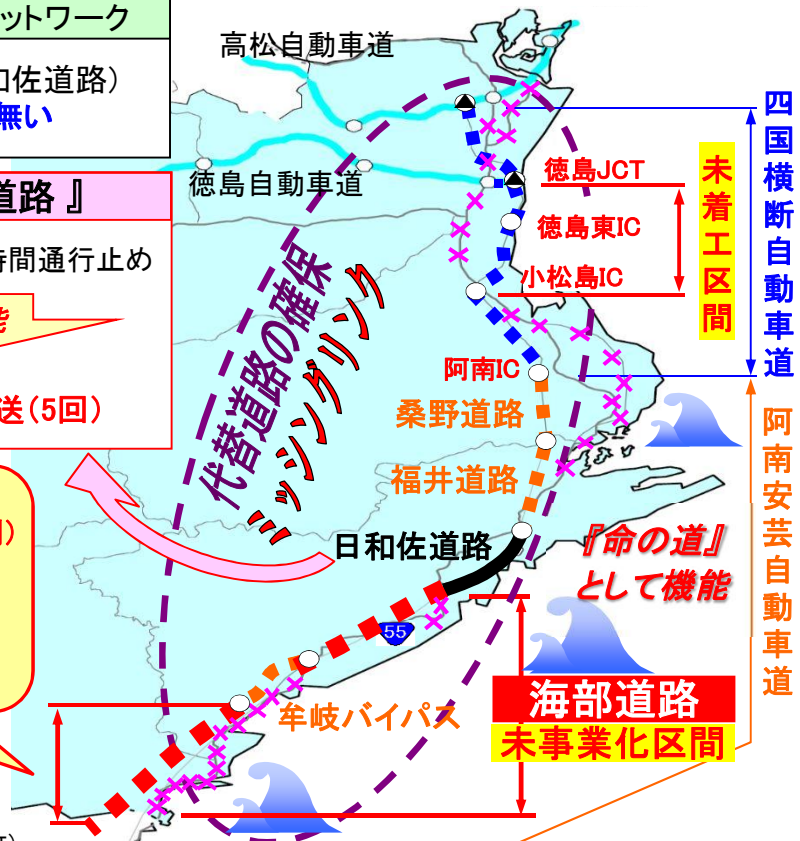 ットワーク
和佐道路）
無い
道路 』
時間通行止め
能
送（5回）
高松自動車道
徳島自動車道
徳島JCT
徳島東IC
小松島IC
阿南IC
未着工区間
四国横断自動車道
代替道路の確保
ミッシングリンク
桑野道路
福井道路
日和佐道路
『命の道』
として機能
阿南安芸自動車道
55
牟岐バイパス
海部道路
未事業化区間